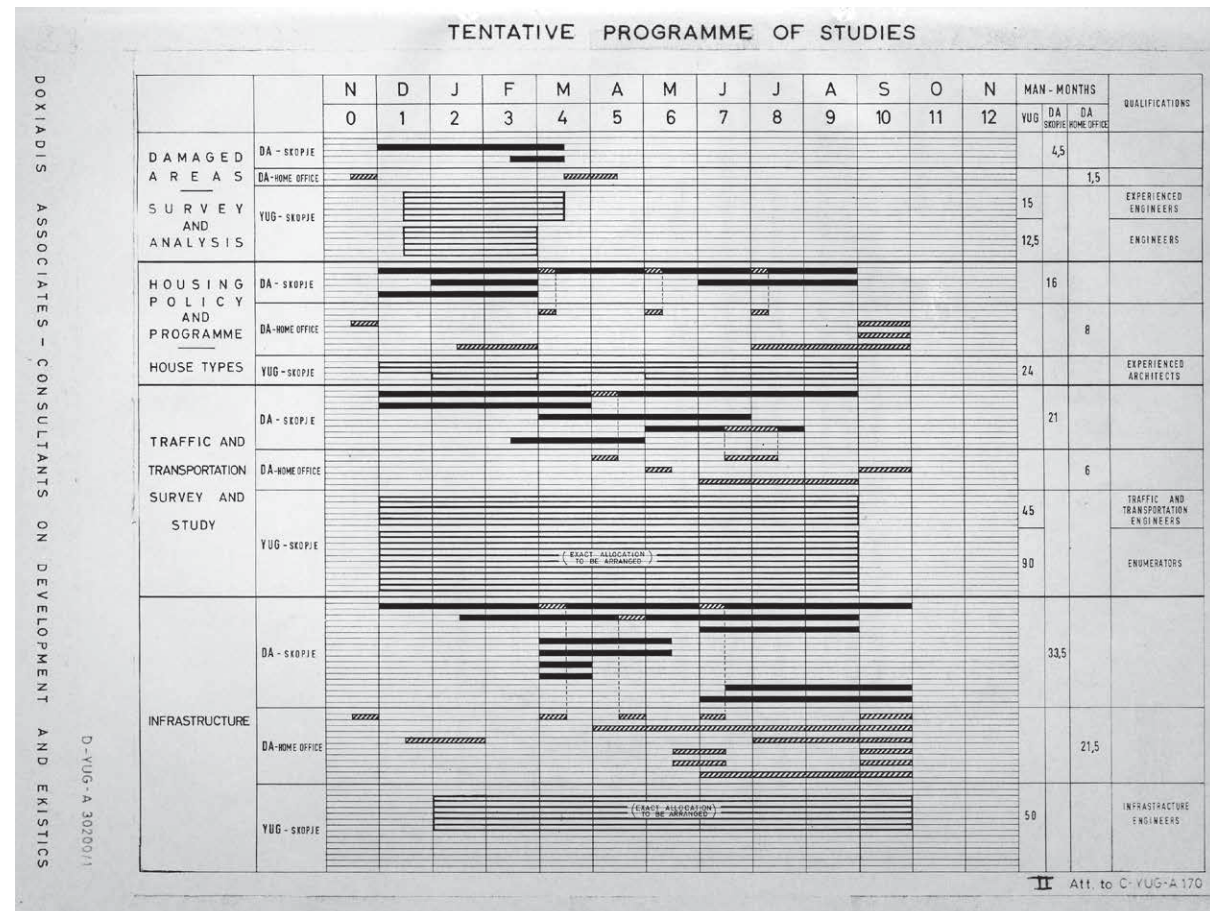 TENTATIVE PROGRAMME OF STUDIES
DOXIADIS ASSOCIATES - CONSULTANTS ON DEVELOPMENT AND EKISTICS
D-YUG-A 30200/1
N D J F M A M J J A S O N MAN-MONTHS QUALIFICATIONS
0 1 2 3 4 5 6 7 8 9 10 11 12 YUG DA SKOPJE DA HOME OFFICE
DAMAGED
AREAS
SURVEY
AND
ANALYSIS
DA - SKOPJE 4,5
DA-HOME OFFICE 1,5
YUG- SKOPJE
15 EXPERIENCED
ENGINEERS
12,5 ENGINEERS
HOUSING
POLICY
AND
PROGRAMME
HOUSE TYPES
DA - SKOPJE 16
DA-HOME OFFICE 8
YUG - SKOPJE 24 EXPERIENCED
ARCHITECTS
TRAFFIC AND
TRANSPORTATION
SURVEY AND
STUDY
DA - SKOPJE 21
DA-HOME OFFICE 6
YUG - SKOPJE
45 TRAFFIC AND
TRANSPORTATION
ENGINEERS
(EXACT ALLOCATION
TO BE ARRANGED)
90 ENUMERATORS
INFRASTRUCTURE
DA - SKOPJE 33,5
DA-HOME OFFICE 21,5
YUG - SKOPJE
(EXACT ALLOCATION)
TO BE ARRANGED
50 INFRASTRACTURE
ENGINEERS
II Att. to C-YUG-A 170